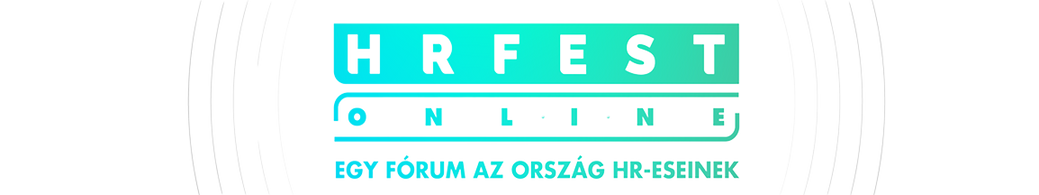 HRFEST
ONLINE
EGY FÓRUM AZ ORSZÁG HR-ESEINEK